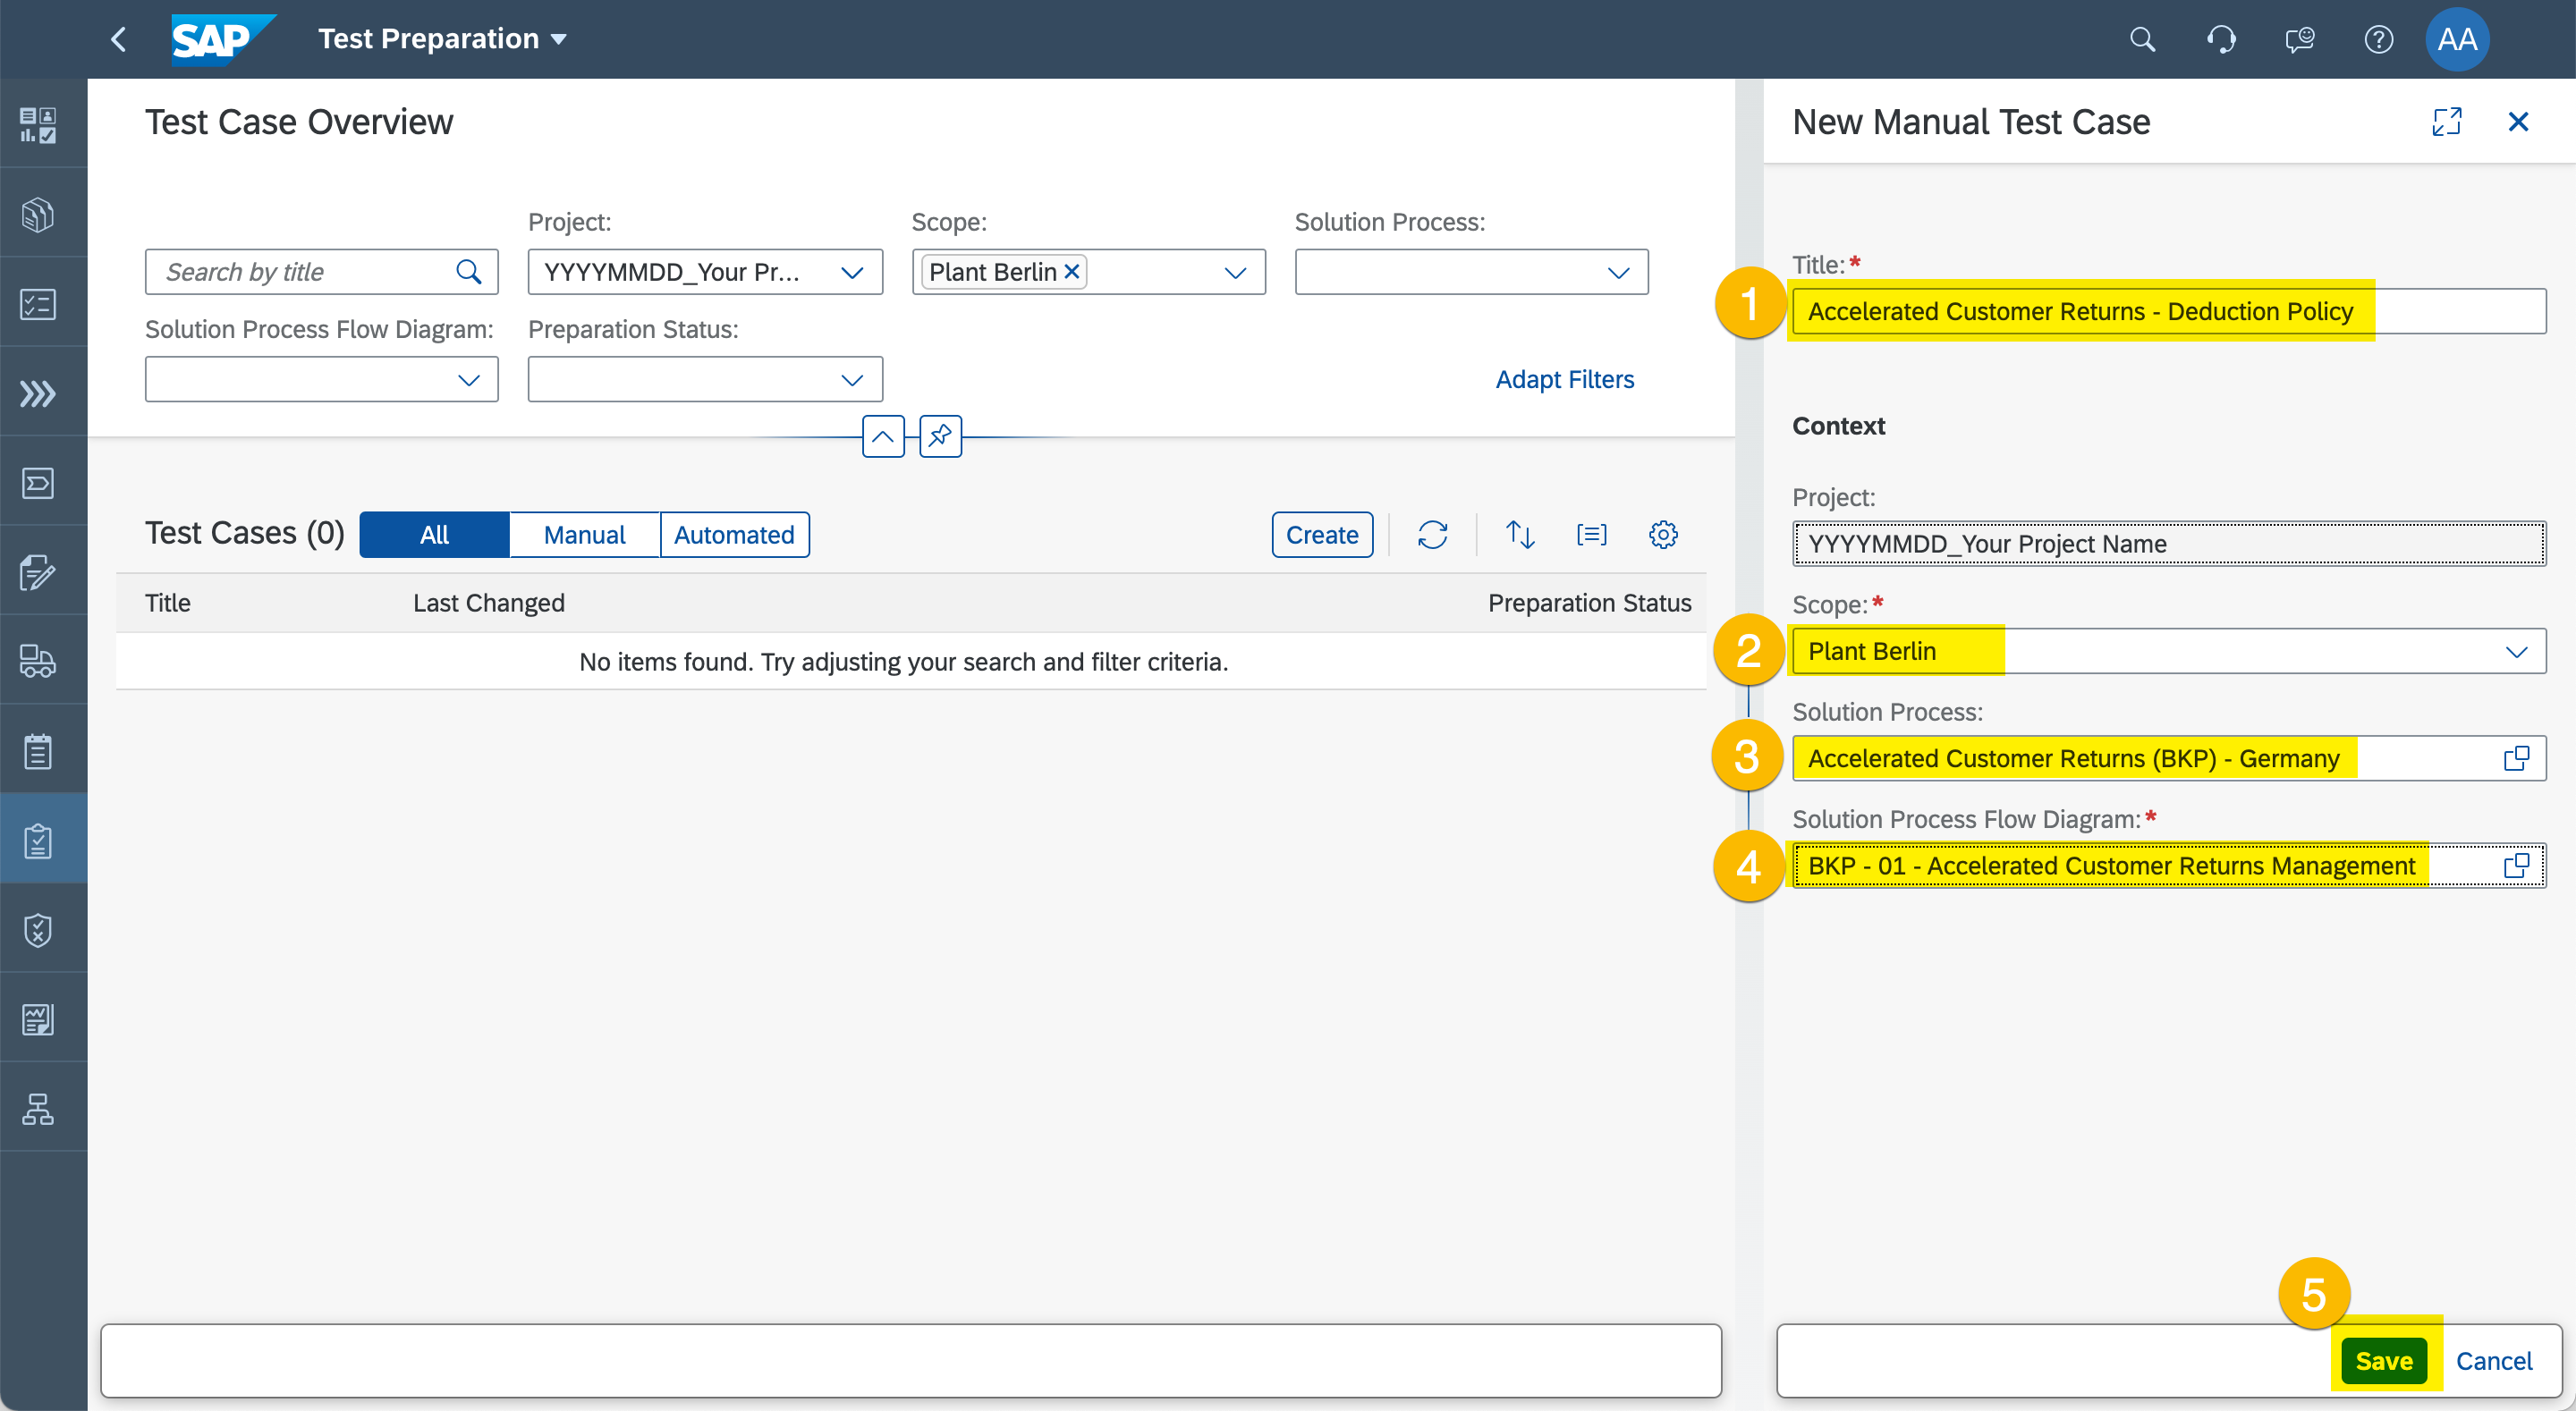 SAP Test Preparation
AA
Test Case Overview
Project:
Scope:
Solution Process:
Search by title
YYYYMMDD_Your Pr...
Plant Berlin
Solution Process Flow Diagram:
Preparation Status:
Adapt Filters
Test Cases (0)
All
Manual
Automated
Create
Title
Last Changed
Preparation Status
No items found. Try adjusting your search and filter criteria.
New Manual Test Case
Title:*
1
Accelerated Customer Returns - Deduction Policy
Context
Project:
YYYYMMDD_Your Project Name
Scope:*
2
Plant Berlin
Solution Process:
3
Accelerated Customer Returns (BKP) - Germany
Solution Process Flow Diagram:*
4
BKP - 01 - Accelerated Customer Returns Management
5
Save
Cancel